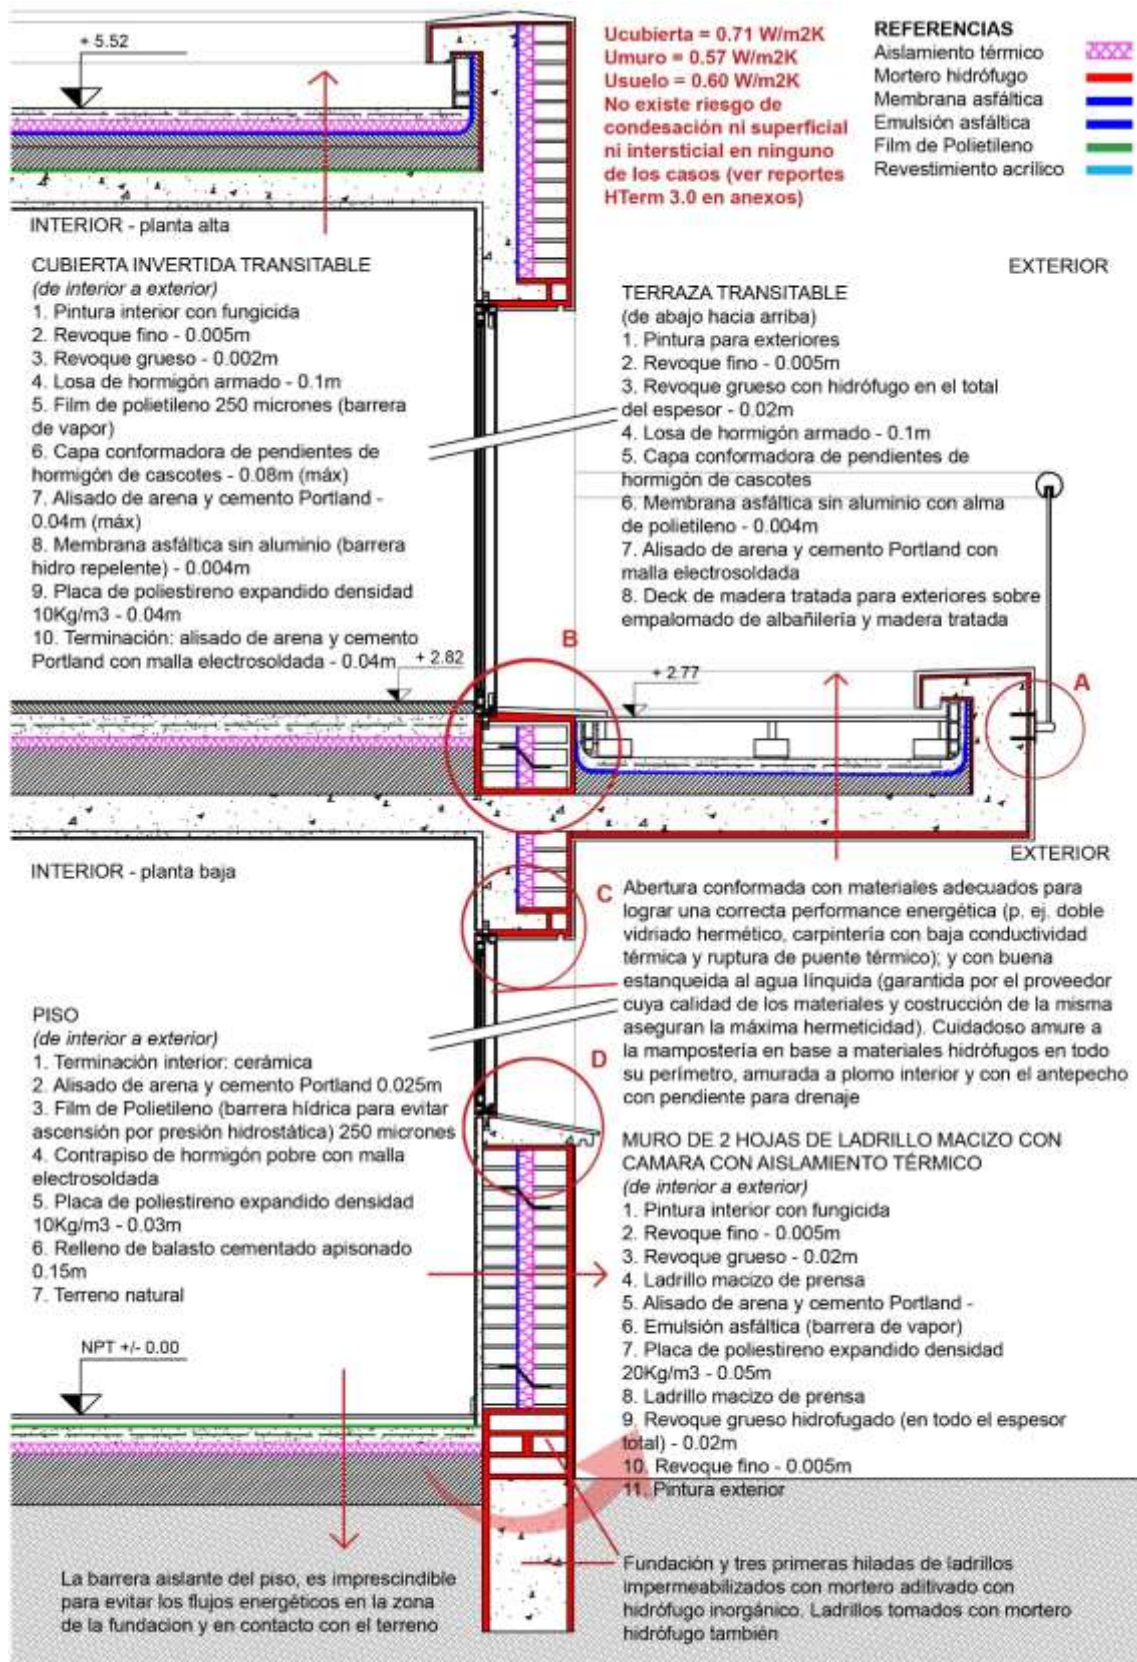 + 5.52
Ucubierta = 0.71 W/m2K
Umuro = 0.57 W/m2K
Usuelo = 0.60 W/m2K
No existe riesgo de
condesación ni superficial
ni intersticial en ninguno
de los casos (ver reportes
HTerm 3.0 en anexos)
REFERENCIAS
Aislamiento térmico
Mortero hidrófugo
Membrana asfáltica
Emulsión asfáltica
Film de Polietileno
Revestimiento acrílico
INTERIOR - planta alta
CUBIERTA INVERTIDA TRANSITABLE
(de interior a exterior)
1. Pintura interior con fungicida
2. Revoque fino - 0.005m
3. Revoque grueso - 0.002m
4. Losa de hormigón armado - 0.1m
5. Film de polietileno 250 micrones (barrera
de vapor)
6. Capa conformadora de pendientes de
hormigón de cascotes - 0.08m (máx)
7. Alisado de arena y cemento Portland -
0.04m (máx)
8. Membrana asfáltica sin aluminio (barrera
hidro repelente) - 0.004m
9. Placa de poliestireno expandido densidad
10Kg/m3 - 0.04m
10. Terminación: alisado de arena y cemento
Portland con malla electrosoldada - 0.04m
+ 2.82
EXTERIOR
TERRAZA TRANSITABLE
(de abajo hacia arriba)
1. Pintura para exteriores
2. Revoque fino - 0.005m
3. Revoque grueso con hidrófugo en el total
del espesor - 0.02m
4. Losa de hormigón armado - 0.1m
5. Capa conformadora de pendientes de
hormigón de cascotes
6. Membrana asfáltica sin aluminio con alma
de polietileno - 0.004m
7. Alisado de arena y cemento Portland con
malla electrosoldada
8. Deck de madera tratada para exteriores sobre
empalomado de albañilería y madera tratada
B
+ 2.77
A
INTERIOR - planta baja
EXTERIOR
C
Abertura conformada con materiales adecuados para
lograr una correcta performance energética (p. ej. doble
vidriado hermético, carpintería con baja conductividad
térmica y ruptura de puente térmico); y con buena
estanqueida al agua línquida (garantida por el proveedor
cuya calidad de los materiales y costrucción de la misma
aseguran la máxima hermeticidad). Cuidadoso amure a
la mampostería en base a materiales hidrófugos en todo
su perímetro, amurada a plomo interior y con el antepecho
con pendiente para drenaje
D
PISO
(de interior a exterior)
1. Terminación interior: cerámica
2. Alisado de arena y cemento Portland 0.025m
3. Film de Polietileno (barrera hídrica para evitar
ascensión por presión hidrostática) 250 micrones
4. Contrapiso de hormigón pobre con malla
electrosoldada
5. Placa de poliestireno expandido densidad
10Kg/m3 - 0.03m
6. Relleno de balasto cementado apisonado
0.15m
7. Terreno natural
MURO DE 2 HOJAS DE LADRILLO MACIZO CON
CAMARA CON AISLAMIENTO TÉRMICO
(de interior a exterior)
1. Pintura interior con fungicida
2. Revoque fino - 0.005m
3. Revoque grueso - 0.02m
4. Ladrillo macizo de prensa
5. Alisado de arena y cemento Portland -
6. Emulsión asfáltica (barrera de vapor)
7. Placa de poliestireno expandido densidad
20Kg/m3 - 0.05m
8. Ladrillo macizo de prensa
9. Revoque grueso hidrofugado (en todo el espesor
total) - 0.02m
10. Revoque fino - 0.005m
11. Pintura exterior
NPT +/- 0.00
La barrera aislante del piso, es imprescindible
para evitar los flujos energéticos en la zona
de la fundacion y en contacto con el terreno
Fundación y tres primeras hiladas de ladrillos
impermeabilizados con mortero aditivado con
hidrófugo inorgánico. Ladrillos tomados con mortero
hidrófugo también